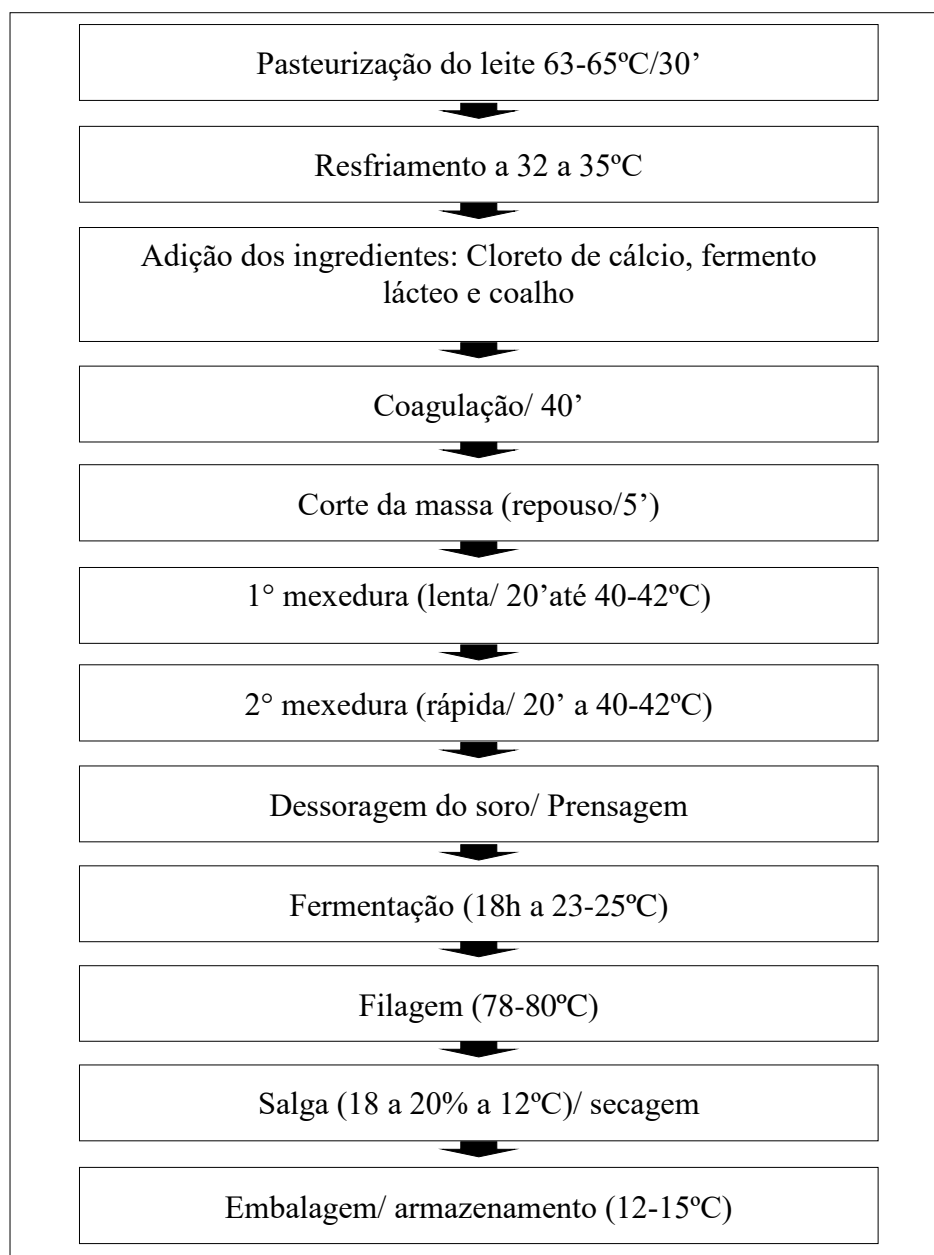 Pasteurização do leite 63-65ºC/30’
Resfriamento a 32 a 35ºC
Adição dos ingredientes: Cloreto de cálcio, fermento
lácteo e coalho
Coagulação/ 40’
Corte da massa (repouso/5’)
1° mexedura (lenta/ 20’até 40-42ºC)
2° mexedura (rápida/ 20’ a 40-42ºC)
Dessoragem do soro/ Prensagem
Fermentação (18h a 23-25ºC)
Filagem (78-80ºC)
Salga (18 a 20% a 12ºC)/ secagem
Embalagem/ armazenamento (12-15ºC)